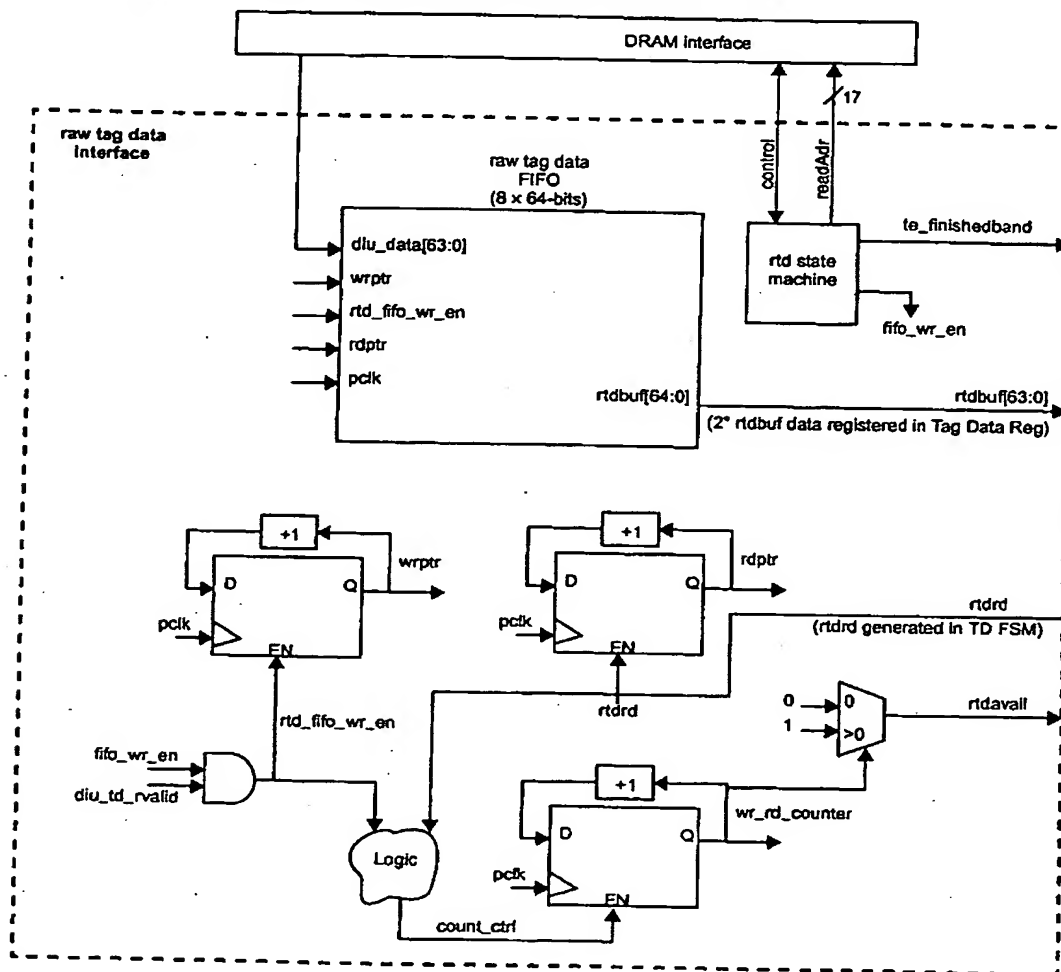 DRAM interface
17
raw tag data
interface
control
readAdr
raw tag data
FIFO
(8 x 64-bits)
diu_data[63:0]
wrptr
rtd_fifo_wr_en
rdptr
pclk
rtdbuf[64:0]
rtd state
machine
te_finishedband
fifo_wr_en
rtdbuf[63:0]
(2* rtdbuf data registered in Tag Data Reg)
+1
wrptr
D
Q
pclk
EN
+1
rdptr
D
Q
pclk
EN
rtdrd
rtdrd
(rtdrd generated in TD FSM)
rtd_fifo_wr_en
fifo_wr_en
diu_td_rvalid
0
0
1
>0
rtdavail
Logic
+1
wr_rd_counter
D
Q
pclk
EN
count_ctrl